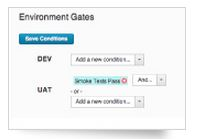 Environment Gates
Save Conditions
DEV Add a new condition...
Smoke Tests Pass And...
UAT - or -
Add a new condition...